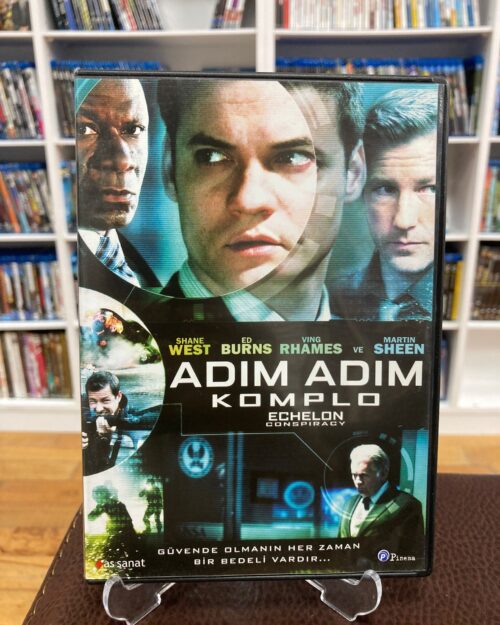 SHANE WEST ED BURNS VING RHAMES VE MARTIN SHEEN
ADIM ADIM
KOMPLO
ECHELON
CONSPIRACY
GÜVENDE OLMANIN HER ZAMAN
BİR BEDELİ VARDIR...
as sanat
Pinema